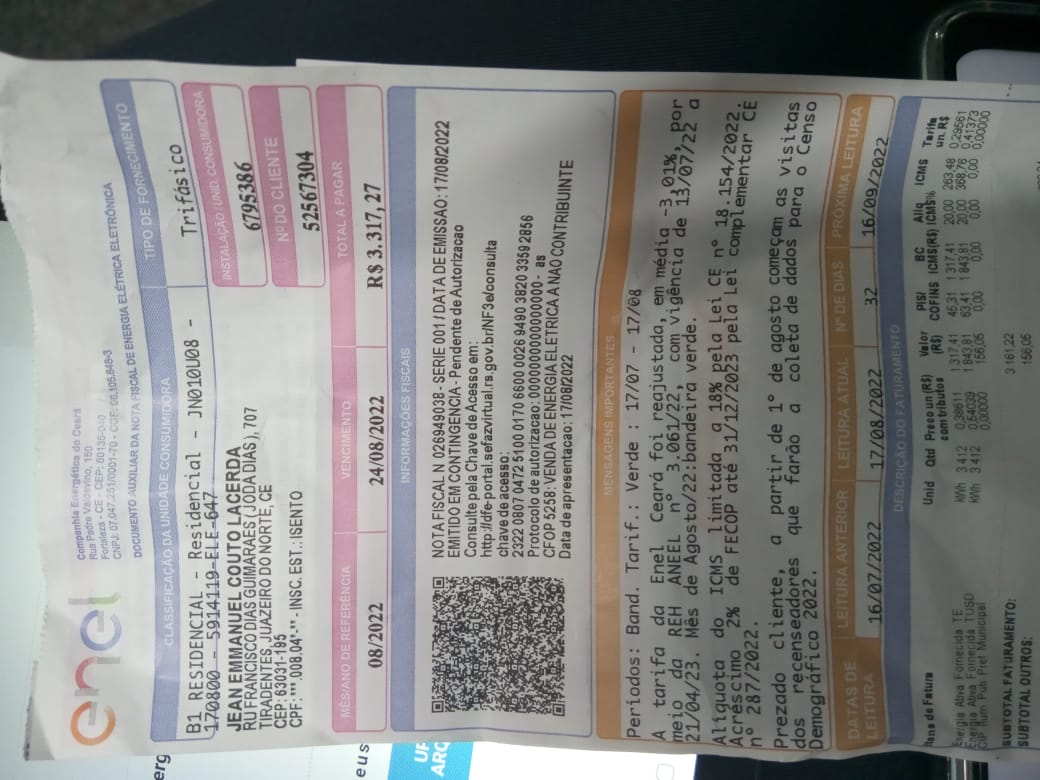 enel
Companhia Energética do Ceará
Rua Padre Valdevino, 150
Fortaleza - CE - CEP: 60135-040
CNPJ: 07.047.251/0001-70 - CGF: 06.105.848-3
DOCUMENTO AUXILIAR DA NOTA FISCAL DE ENERGIA ELÉTRICA ELETRÔNICA
CLASSIFICAÇÃO DA UNIDADE CONSUMIDORA
TIPO DE FORNECIMENTO
B1 RESIDENCIAL - Residencial - JN010U08 -
170800 - 5914119-ELE-647
Trifásico
JEAN EMMANUEL COUTO LACERDA
RU FRANCISCO DIAS GUIMARAES (JODA DIAS), 707
TIRADENTES, JUAZEIRO DO NORTE, CE
CEP: 63031-195
CPF: ***.008.04*-** - INSC. EST.: ISENTO
INSTALAÇÃO / UNID. CONSUMIDORA
6795386
Nº DO CLIENTE
52567304
MÊS/ANO DE REFERÊNCIA
VENCIMENTO
TOTAL A PAGAR
08/2022
24/08/2022
R$ 3.317,27
INFORMAÇÕES FISCAIS
NOTA FISCAL N 026949038 - SERIE 001 / DATA DE EMISSAO: 17/08/2022
EMITIDO EM CONTINGENCIA - Pendente de Autorizacao
Consulte pela Chave de Acesso em:
http://dfe-portal.sefazvirtual.rs.gov.br/NF3e/consulta
chave de acesso:
2322 0807 0472 5100 0170 6600 0026 9490 3820 3359 2856
Protocolo de autorizacao: 0000000000000000 - as
CFOP 5258: VENDA DE ENERGIA ELETRICA A NAO CONTRIBUINTE
Data de apresentacao: 17/08/2022
MENSAGENS IMPORTANTES
Períodos: Band. Tarif.: Verde : 17/07 - 17/08
A tarifa da Enel Ceará foi reajustada, em média -3,01%, por
meio da REH ANEEL nº 3.061/22, com vigência de 13/07/22 a
21/04/23. Mês de Agosto/22:bandeira verde.
Alíquota do ICMS limitada a 18% pela Lei CE nº 18.154/2022.
Acréscimo 2% de FECOP até 31/12/2023 pela Lei complementar CE
nº 287/2022.
Prezado cliente, a partir de 1º de agosto começam as visitas
dos recenseadores que farão a coleta de dados para o Censo
Demográfico 2022.
DATAS DE LEITURA
LEITURA ANTERIOR
LEITURA ATUAL
Nº DE DIAS
PRÓXIMA LEITURA
16/07/2022
17/08/2022
32
16/09/2022
DESCRIÇÃO DO FATURAMENTO
Itens de Fatura Unid Qtd Preço un (R$) com tributos Valor (R$) PIS/ COFINS BC ICMS(R$) Aliq ICMS% ICMS Tarifa un. R$
Energia Ativa Fornecida TE kWh 3.412 0,38611 1.317,41 45,31 1.317,41 20,00 263,48 0,29561
Energia Ativa Fornecida TUSD kWh 3.412 0,54039 1.843,81 63,41 1.843,81 20,00 368,76 0,41373
CIP Ilum Pub Pref Municipal 0,00000 156,05 0,00 0,00 0,00 0,00 0,00000
SUBTOTAL FATURAMENTO: 3.161,22
SUBTOTAL OUTROS: 156,05